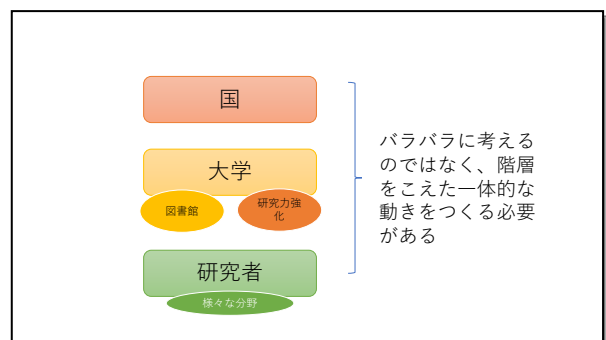 国
大学
図書館
研究力強
化
研究者
様々な分野
バラバラに考える
のではなく、階層
をこえた一体的な
動きをつくる必要
がある